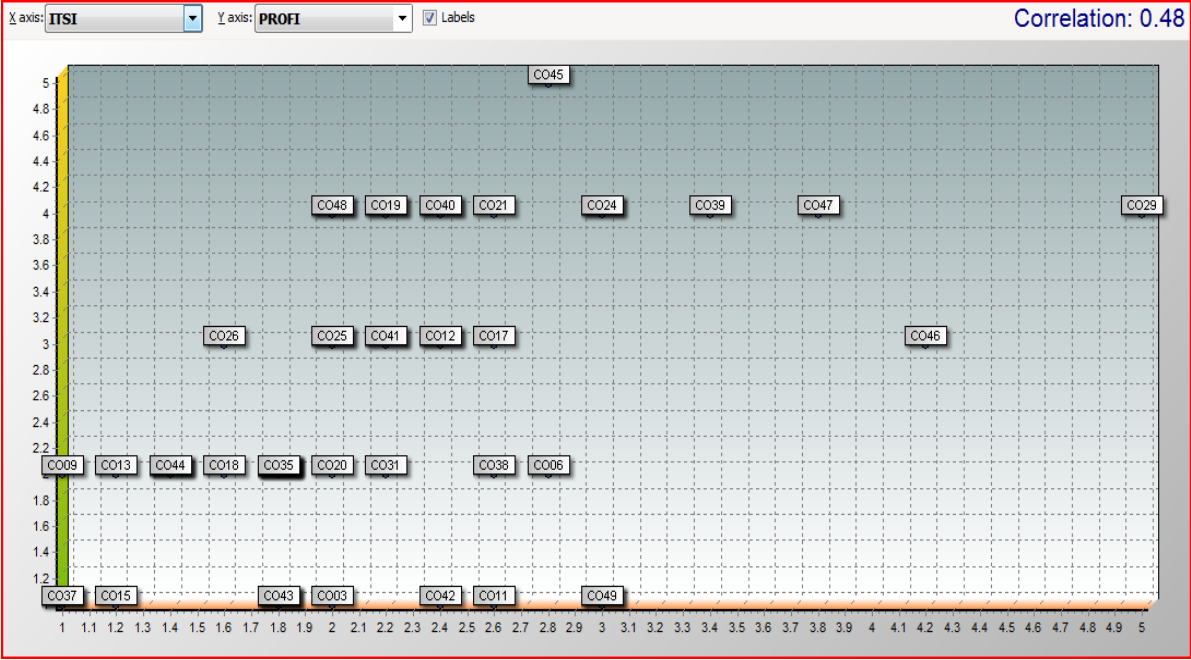 X axis: ITSI Y axis: PROFI Labels Correlation: 0.48
CO45
5
4.8
4.6
4.4
4.2
CO48 CO19 CO40 CO21 CO24 CO39 CO47 CO29
4
3.8
3.6
3.4
3.2
CO26 CO25 CO41 CO12 CO17 CO46
3
2.8
2.6
2.4
2.2
CO09 CO13 CO44 CO18 CO35 CO20 CO31 CO38 CO06
1.8
1.6
1.4
1.2
CO37 CO15 CO43 CO03 CO42 CO11 CO49
1 1.1 1.2 1.3 1.4 1.5 1.6 1.7 1.8 1.9 2 2.1 2.2 2.3 2.4 2.5 2.6 2.7 2.8 2.9 3 3.1 3.2 3.3 3.4 3.5 3.6 3.7 3.8 3.9 4 4.1 4.2 4.3 4.4 4.5 4.6 4.7 4.8 4.9 5